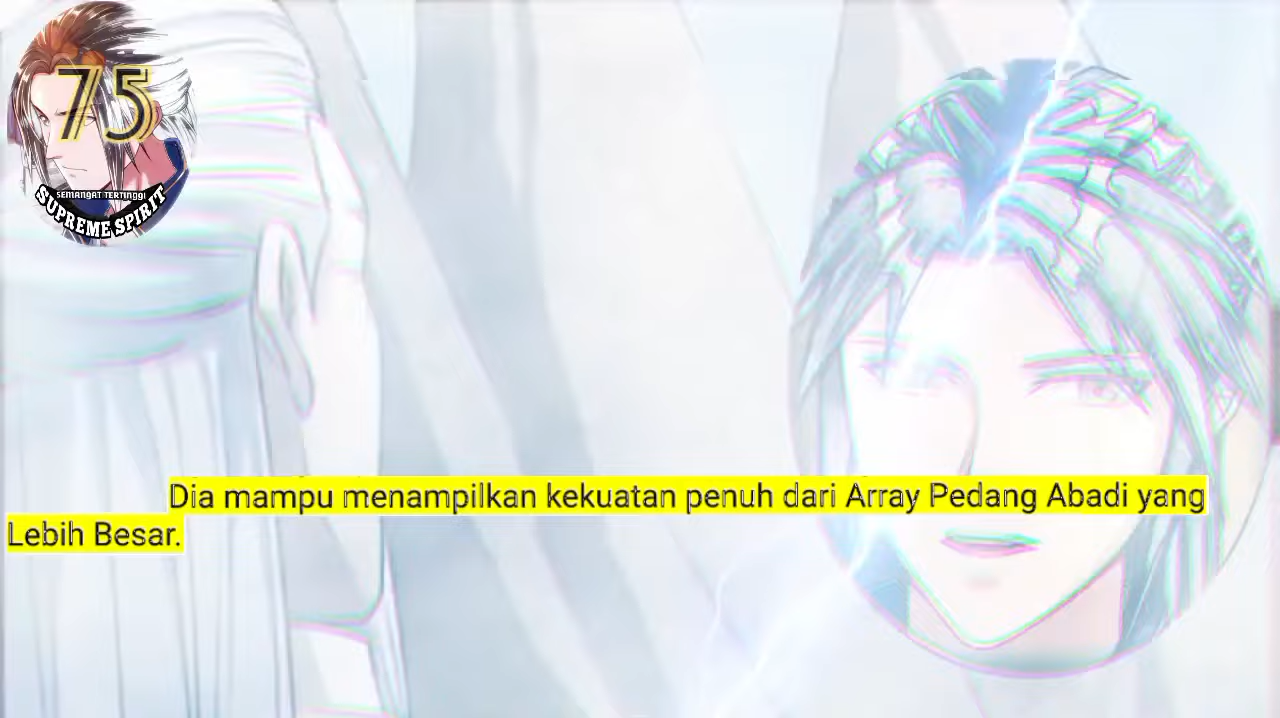 75
SEMANGAT TERTINGGI
SUPREME SPIRIT
Dia mampu menampilkan kekuatan penuh dari Array Pedang Abadi yang
Lebih Besar.